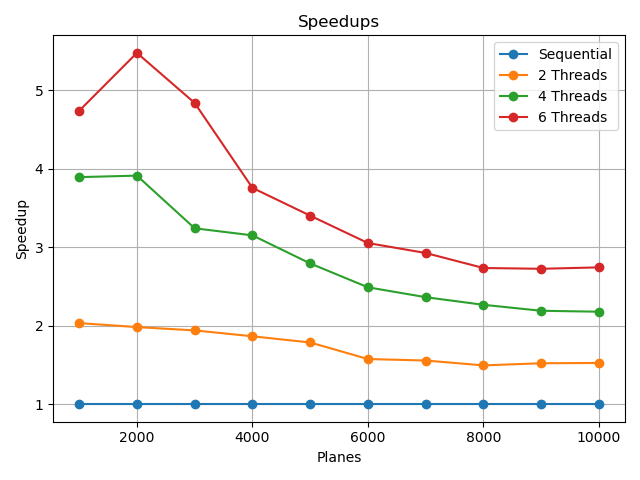 Speedups
Sequential
2 Threads
4 Threads
6 Threads
Speedup
5
4
3
2
1
2000 4000 6000 8000 10000
Planes